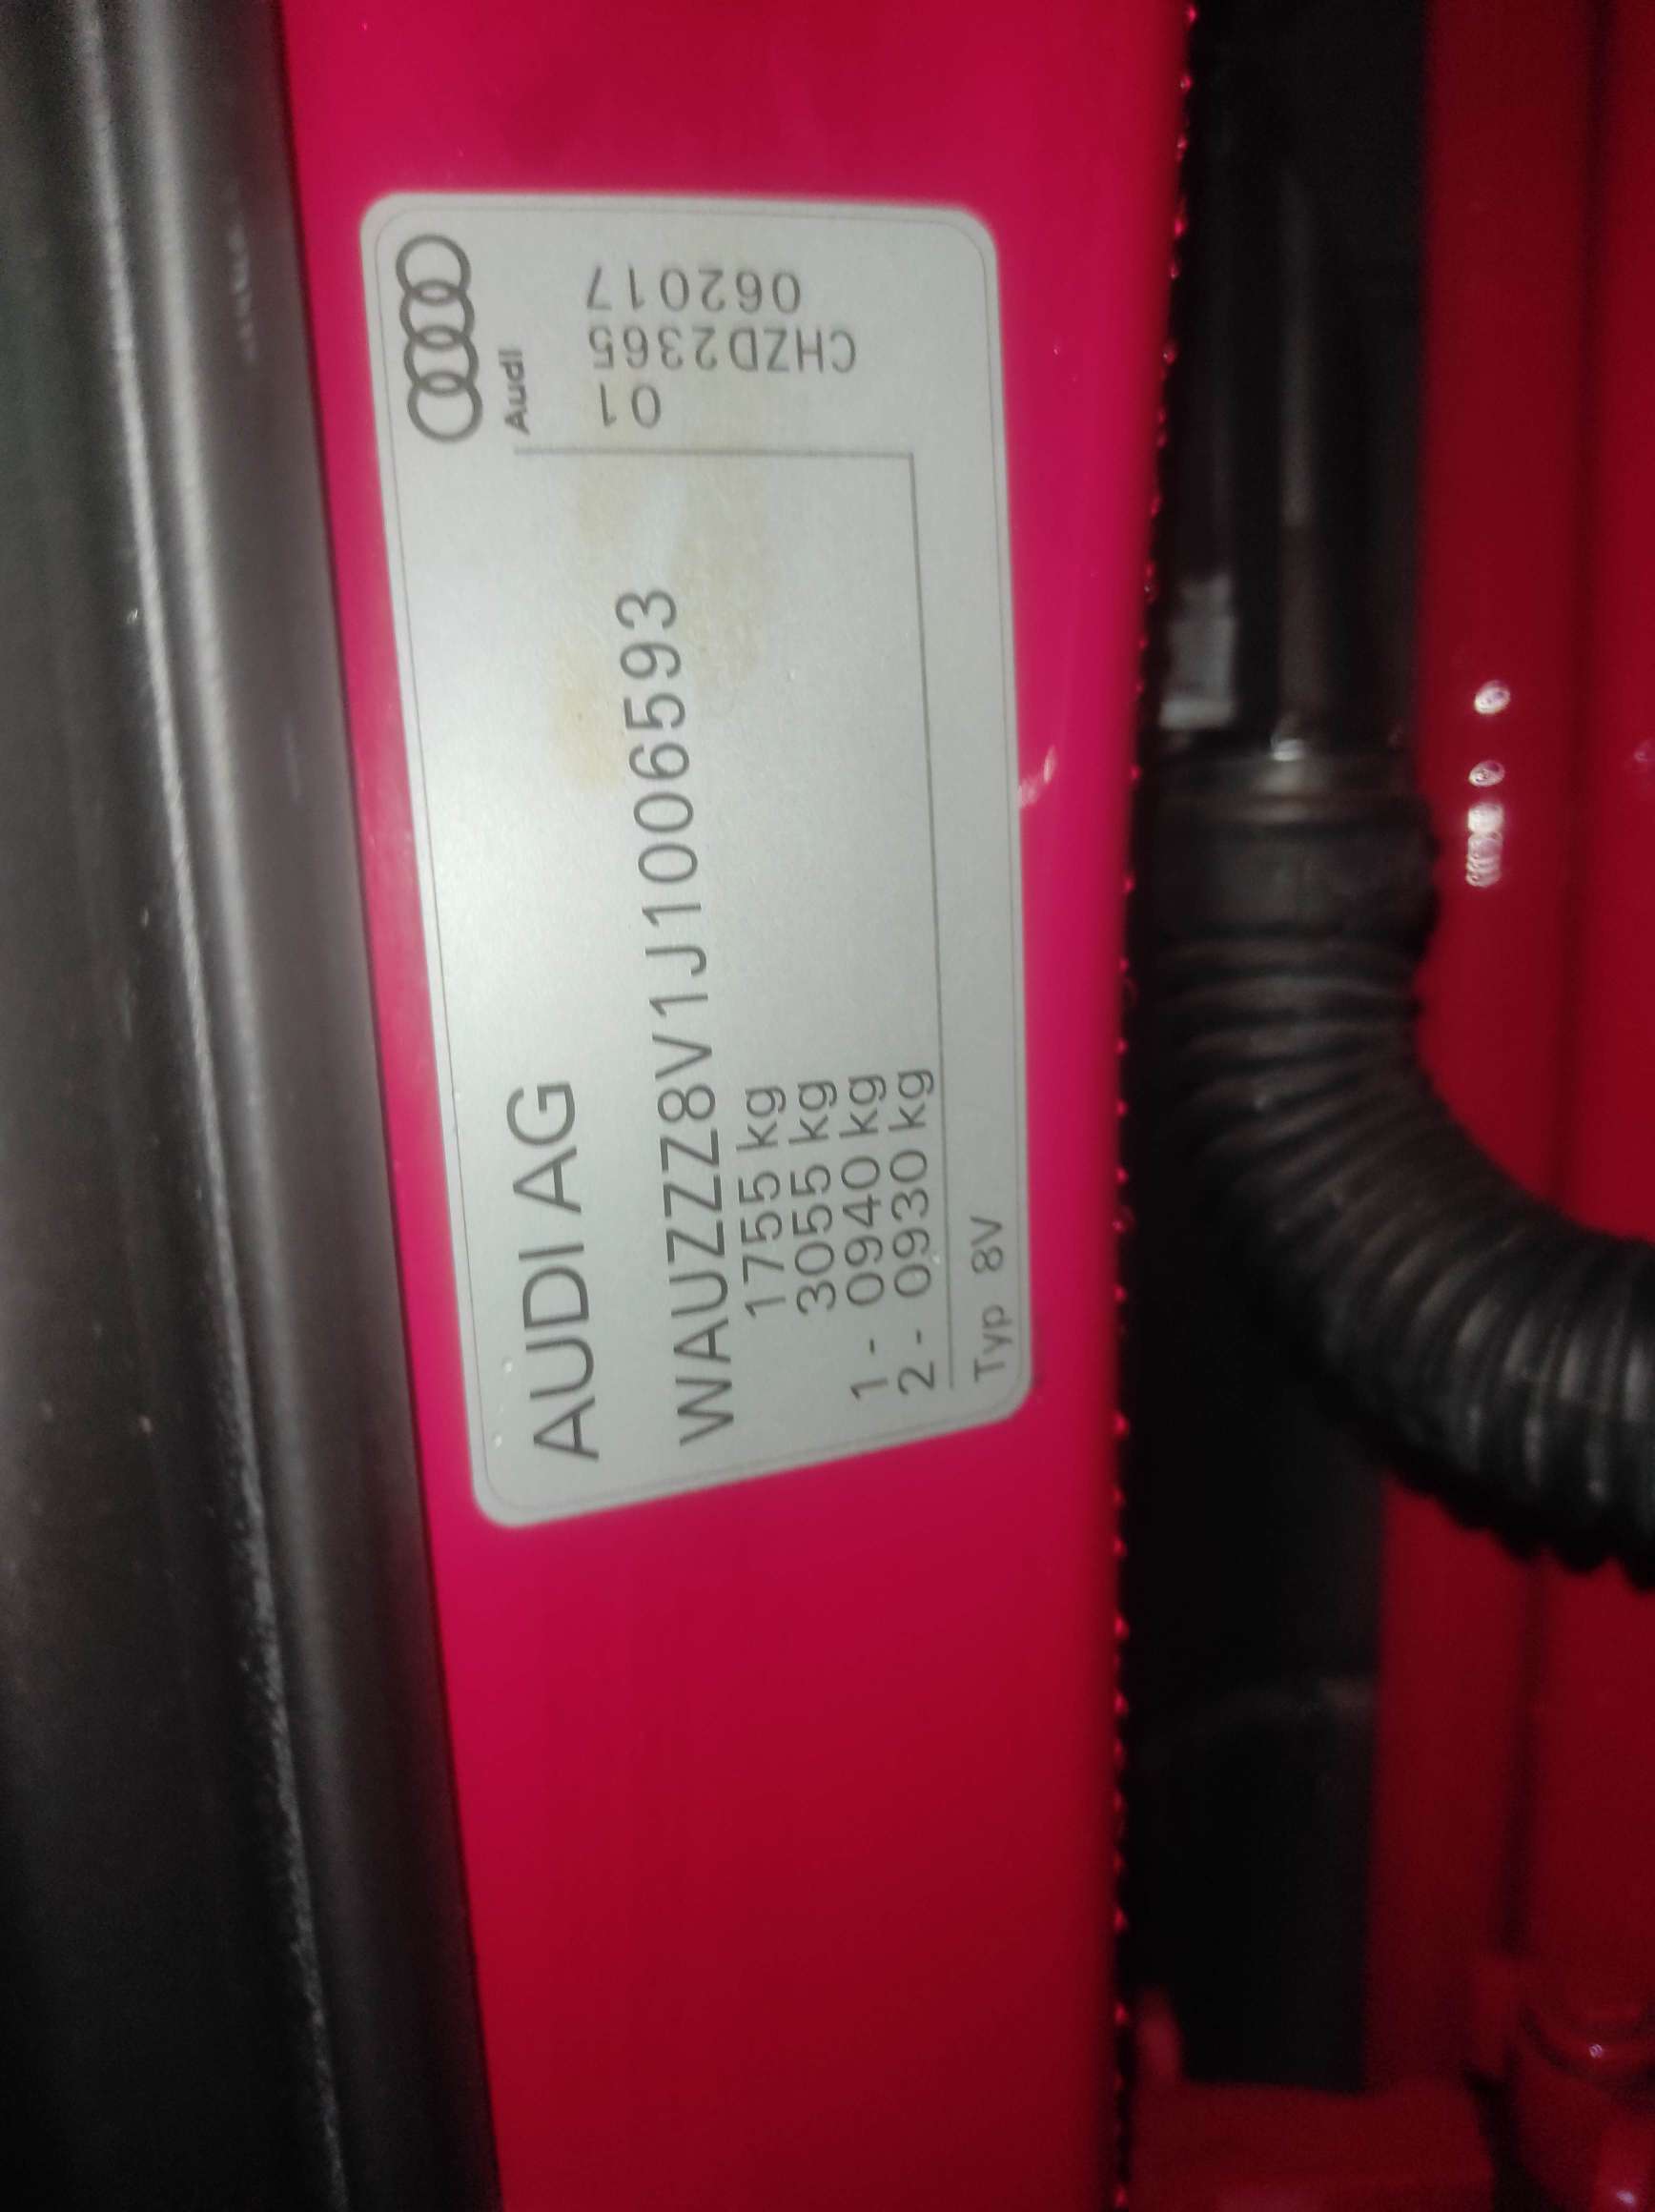 AUDI AG
WAUZZZ8V1J1006593
1755 kg
3055 kg
1 - 0940 kg
2 - 0930 kg
Typ 8V
Audi
01
CHZD2365
062017